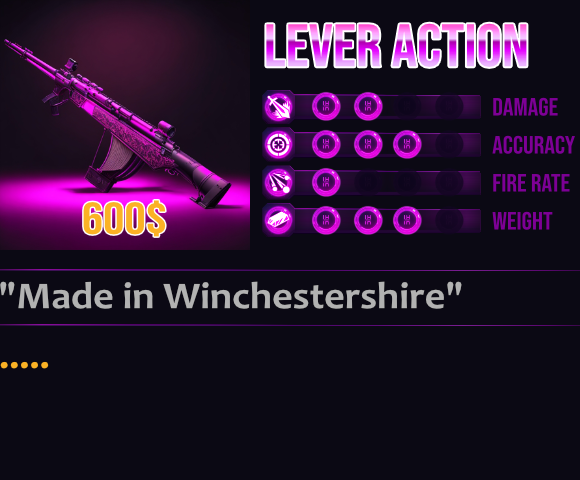 LEVER ACTION
DAMAGE
ACCURACY
FIRE RATE
WEIGHT
600$
"Made in Winchestershire"
.....